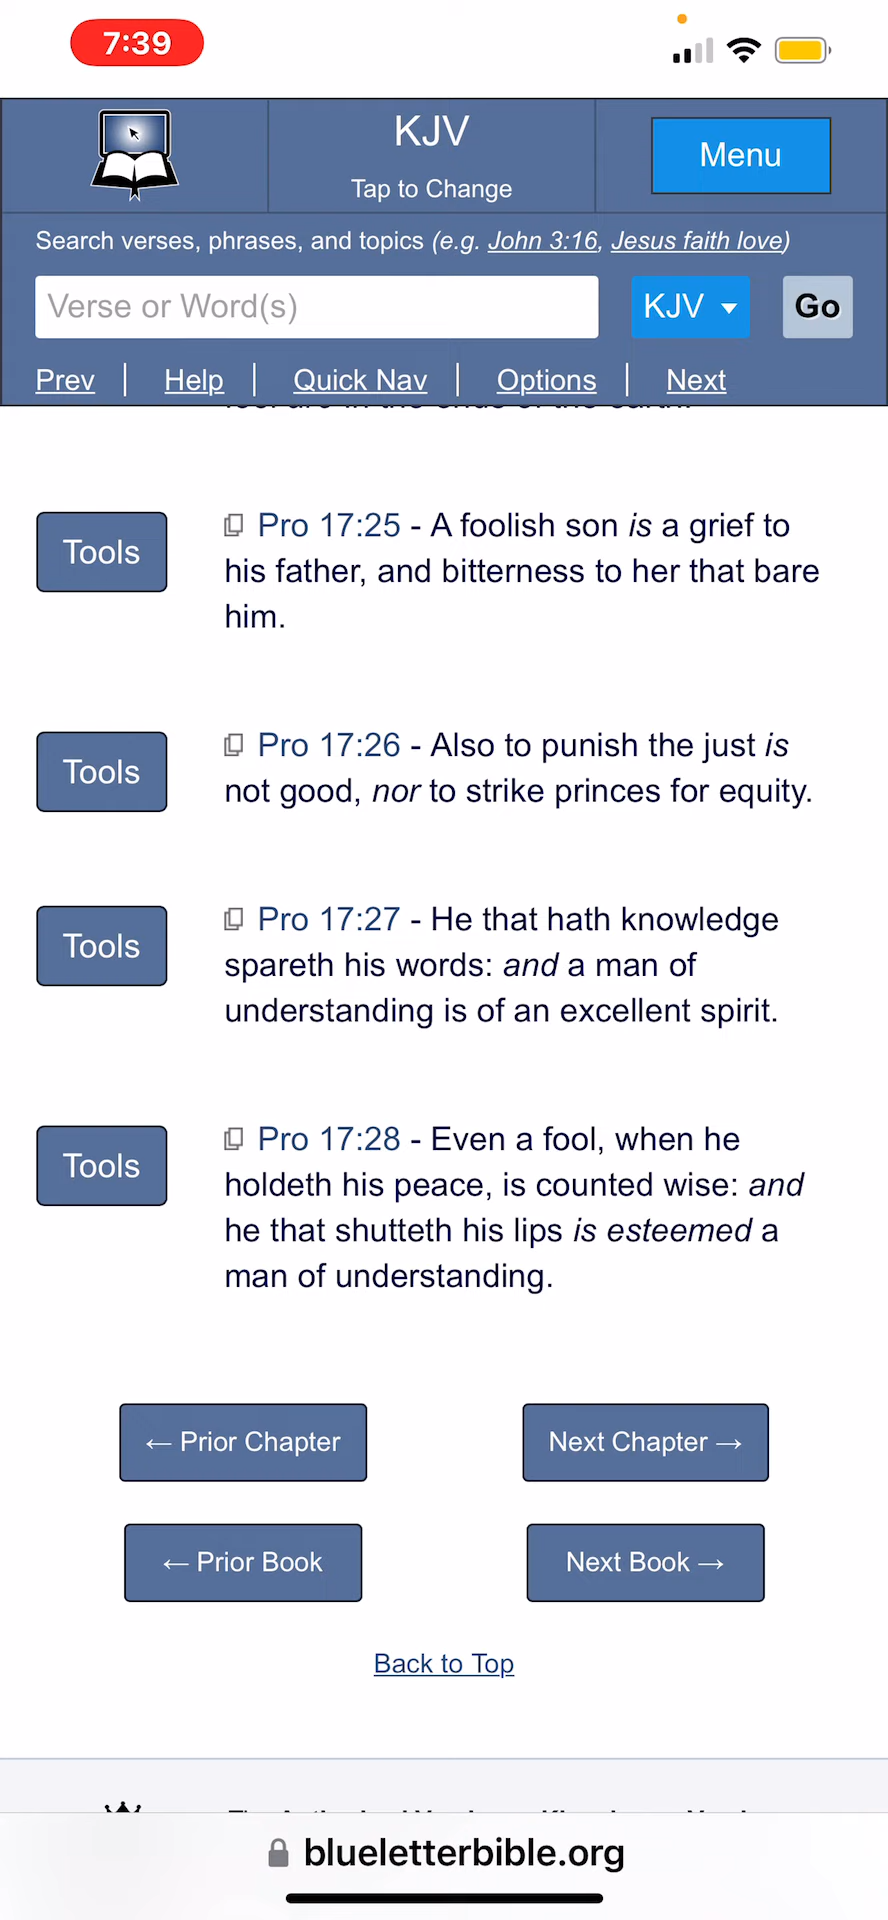 7:39
KJV
Tap to Change
Menu
Search verses, phrases, and topics (e.g. John 3:16, Jesus faith love)
Verse or Word(s)
KJV
Go
Prev | Help | Quick Nav | Options | Next
Tools
Pro 17:25 - A foolish son is a grief to
his father, and bitterness to her that bare
him.
Tools
Pro 17:26 - Also to punish the just is
not good, nor to strike princes for equity.
Tools
Pro 17:27 - He that hath knowledge
spareth his words: and a man of
understanding is of an excellent spirit.
Tools
Pro 17:28 - Even a fool, when he
holdeth his peace, is counted wise: and
he that shutteth his lips is esteemed a
man of understanding.
← Prior Chapter
Next Chapter →
← Prior Book
Next Book →
Back to Top
blueletterbible.org